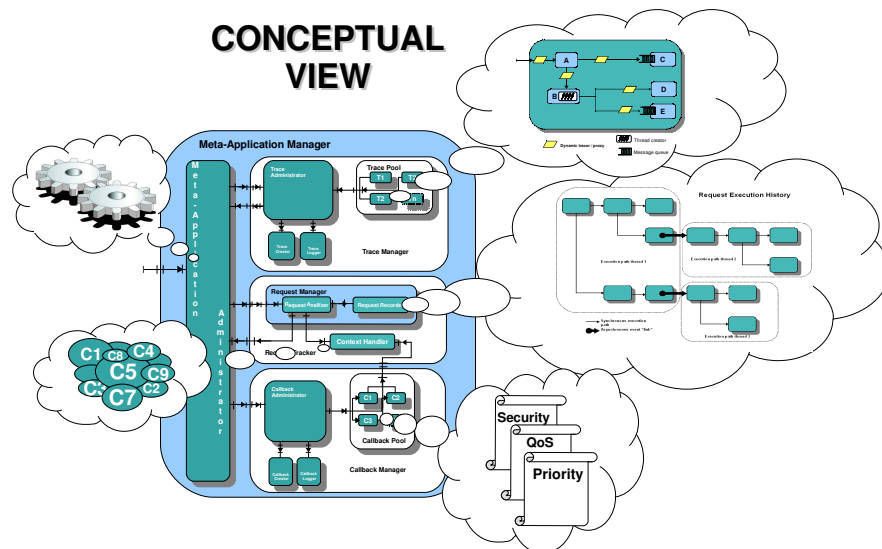 CONCEPTUAL
VIEW
A
C
B
D
E
Dynamic tracer / proxy
Thread creator
Message queue
Meta-Application Manager
Meta-Application
Administrator
Trace
Administrator
Trace Pool
T1
T2
Trace
Creator
Trace
Logger
Trace Manager
Request Execution History
Execution path thread 1
Execution path thread 2
Execution path thread 3
Synchronous execution
path
Asynchronous event "link"
Request Manager
Request Analizer
Context Handler
C1
C4
C8
C5
C9
C2
C7
Callback
Administrator
C1
C2
C3
Callback Pool
Callback
Creator
Callback
Logger
Callback Manager
Security
QoS
Priority